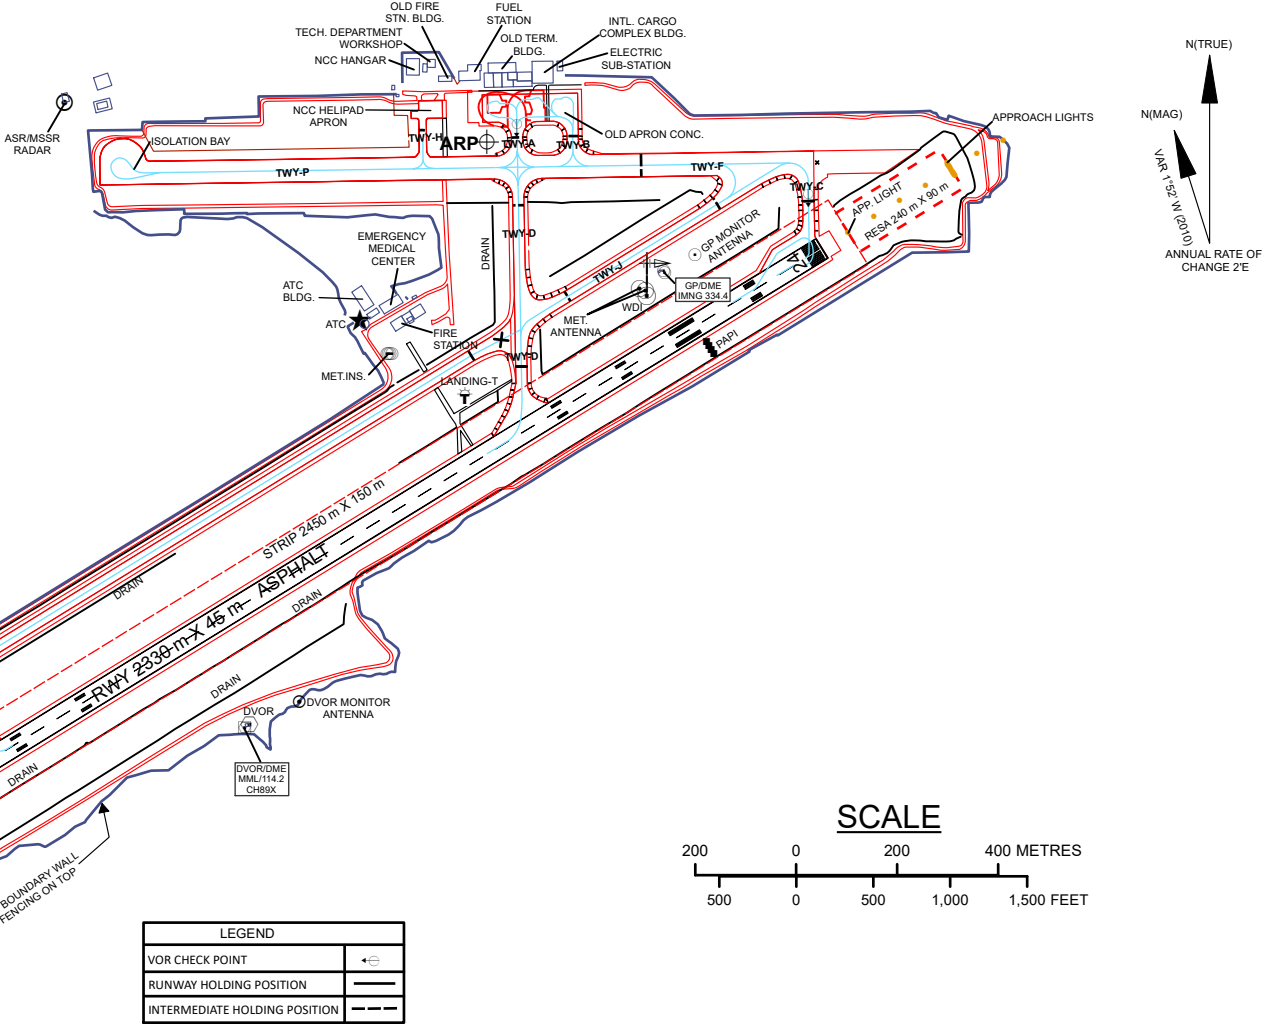 OLD FIRE
STN. BLDG.
FUEL
STATION
TECH. DEPARTMENT
WORKSHOP
NCC HANGAR
OLD TERM.
BLDG.
INTL. CARGO
COMPLEX BLDG.
ELECTRIC
SUB-STATION
N(TRUE)
N(MAG)
VAR 1°52' W (2010)
ANNUAL RATE OF
CHANGE 2'E
ASR/MSSR
RADAR
ISOLATION BAY
NCC HELIPAD
APRON
TWY-H
ARP
TWY-A
TWY-B
OLD APRON CONC.
APPROACH LIGHTS
TWY-P
TWY-F
TWY-C
APP. LIGHT
RESA 240 m X 90 m
TWY-D
DRAIN
EMERGENCY
MEDICAL
CENTER
GP MONITOR
ANTENNA
TWY-J
24
GP/DME
IMNG 334.4
WDI
MET.
ANTENNA
ATC
BLDG.
ATC
FIRE
STATION
PAPI
MET.INS.
TWY-D
LANDING-T
STRIP 2450 m X 150 m
RWY 2330 m X 45 m ASPHALT
DRAIN
DRAIN
DRAIN
DRAIN
DVOR MONITOR
ANTENNA
DVOR
DVOR/DME
MML/114.2
CH89X
BOUNDARY WALL
FENCING ON TOP
SCALE
200 0 200 400 METRES
500 0 500 1,000 1,500 FEET
LEGEND
VOR CHECK POINT
RUNWAY HOLDING POSITION
INTERMEDIATE HOLDING POSITION